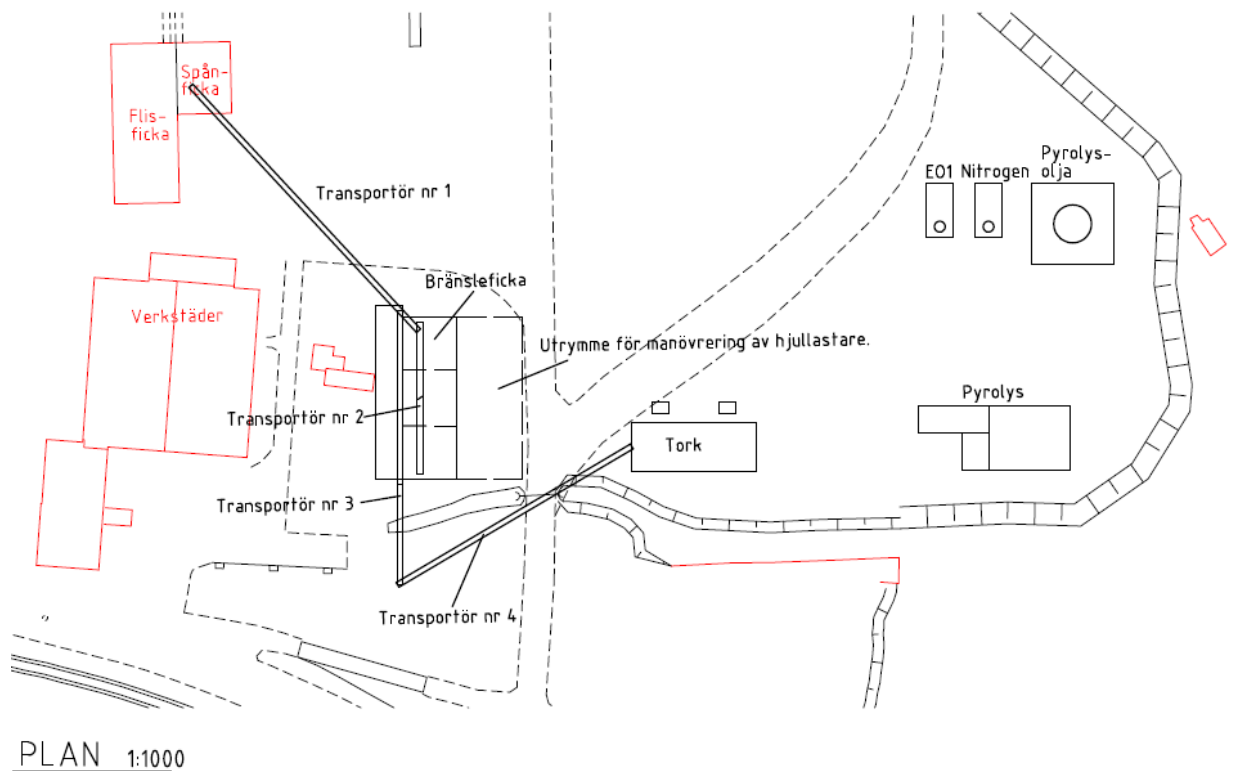 Spån-
ficka
Flis-
ficka
Transportör nr 1
EO1
Nitrogen
Pyrolys-
olja
Bränsleficka
Verkstäder
Utrymme för manövrering av hjullastare.
Transportör nr 2
Pyrolys
Tork
Transportör nr 3
Transportör nr 4
PLAN 1:1000